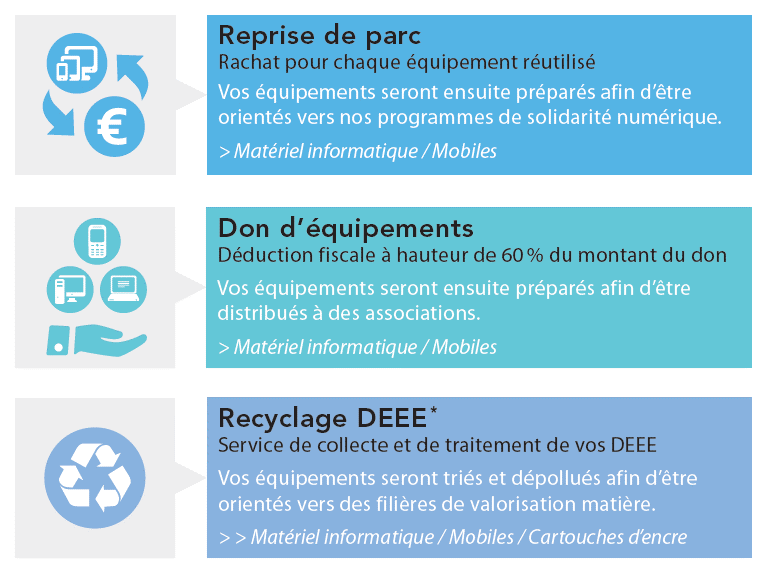 Reprise de parc
Rachat pour chaque équipement réutilisé
Vos équipements seront ensuite préparés afin d’être
orientés vers nos programmes de solidarité numérique.
> Matériel informatique / Mobiles
€
Don d’équipements
Déduction fiscale à hauteur de 60 % du montant du don
Vos équipements seront ensuite préparés afin d’être
distribués à des associations.
> Matériel informatique / Mobiles
Recyclage DEEE*
Service de collecte et de traitement de vos DEEE
Vos équipements seront triés et dépollués afin d’être
orientés vers des filières de valorisation matière.
> > Matériel informatique / Mobiles / Cartouches d’encre